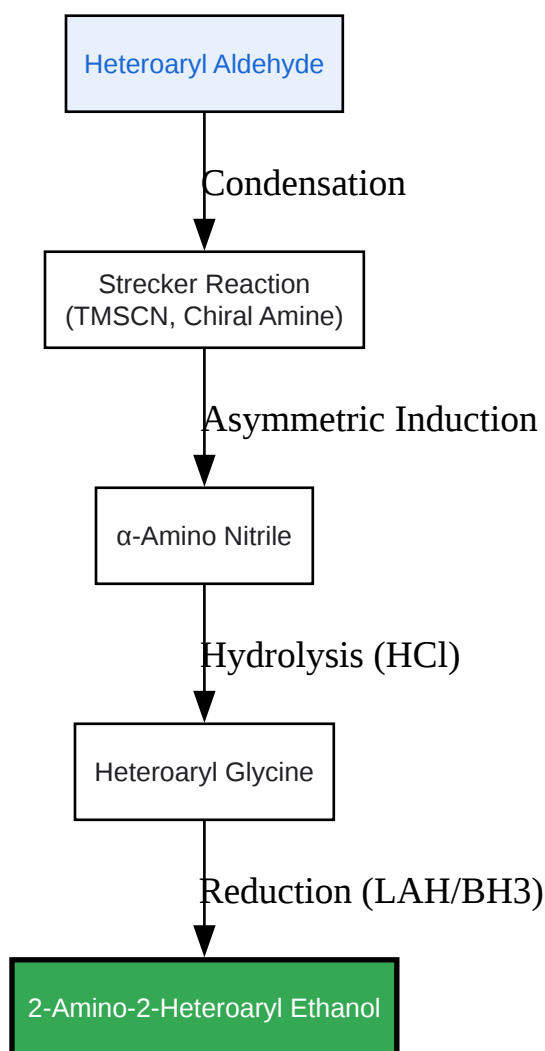 Heteroaryl Aldehyde
Condensation
Strecker Reaction
(TMSCN, Chiral Amine)
Asymmetric Induction
α-Amino Nitrile
Hydrolysis (HCl)
Heteroaryl Glycine
Reduction (LAH/BH3)
2-Amino-2-Heteroaryl Ethanol